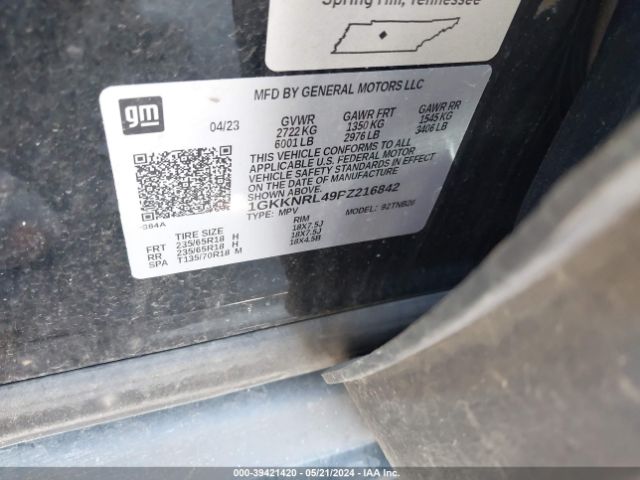 Spring Hill, Tennessee
MFD BY GENERAL MOTORS LLC
gm
04/23
GVWR
2722 KG
6001 LB
GAWR FRT
1350 KG
2976 LB
GAWR RR
1545 KG
3406 LB
THIS VEHICLE CONFORMS TO ALL
APPLICABLE U.S. FEDERAL MOTOR
VEHICLE SAFETY STANDARDS IN EFFECT
ON THE DATE OF MANUFACTURE
SHOWN ABOVE.
1GKKNRL49PZ216842
TYPE: MPV
MODEL: 92TNB26
TIRE SIZE
RIM
FRT 235/65R18 H 18X7.5J
RR 235/65R18 H 18X7.5J
SPA T135/70R18 M 18X4.5B
000-39421420 - 05/21/2024 - IAA Inc.